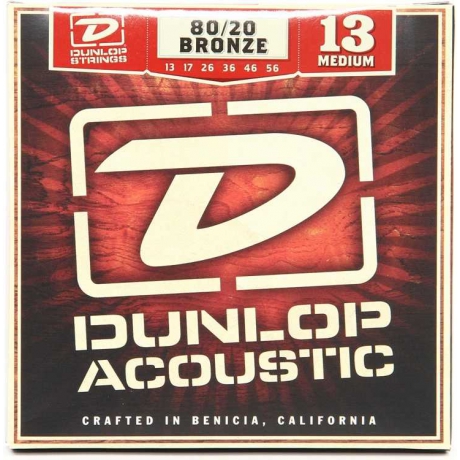 D
DUNLOP
STRINGS
80/20
BRONZE
13 17 26 36 46 56
13
MEDIUM
D
DUNLOP
ACOUSTIC
CRAFTED IN BENICIA, CALIFORNIA